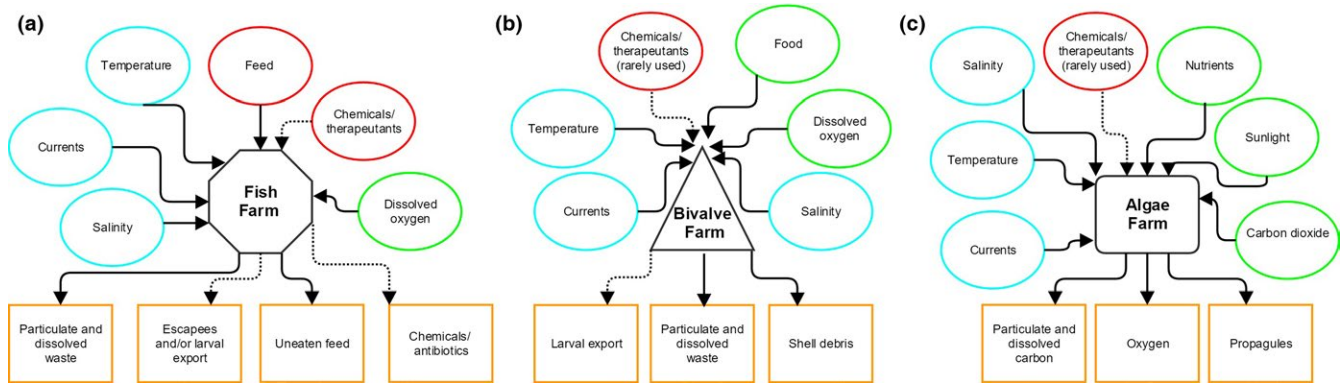 (a)
Temperature
Feed
Chemicals/
therapeutants
Currents
Fish
Farm
Salinity
Dissolved
oxygen
Particulate and
dissolved
waste
Escapees
and/or larval
export
Uneaten feed
Chemicals/
antibiotics
(b)
Chemicals/
therapeutants
(rarely used)
Food
Temperature
Dissolved
oxygen
Currents
Bivalve
Farm
Salinity
Larval export
Particulate and
dissolved
waste
Shell debris
(c)
Salinity
Chemicals/
therapeutants
(rarely used)
Nutrients
Sunlight
Temperature
Algae
Farm
Currents
Carbon dioxide
Particulate and
dissolved
carbon
Oxygen
Propagules